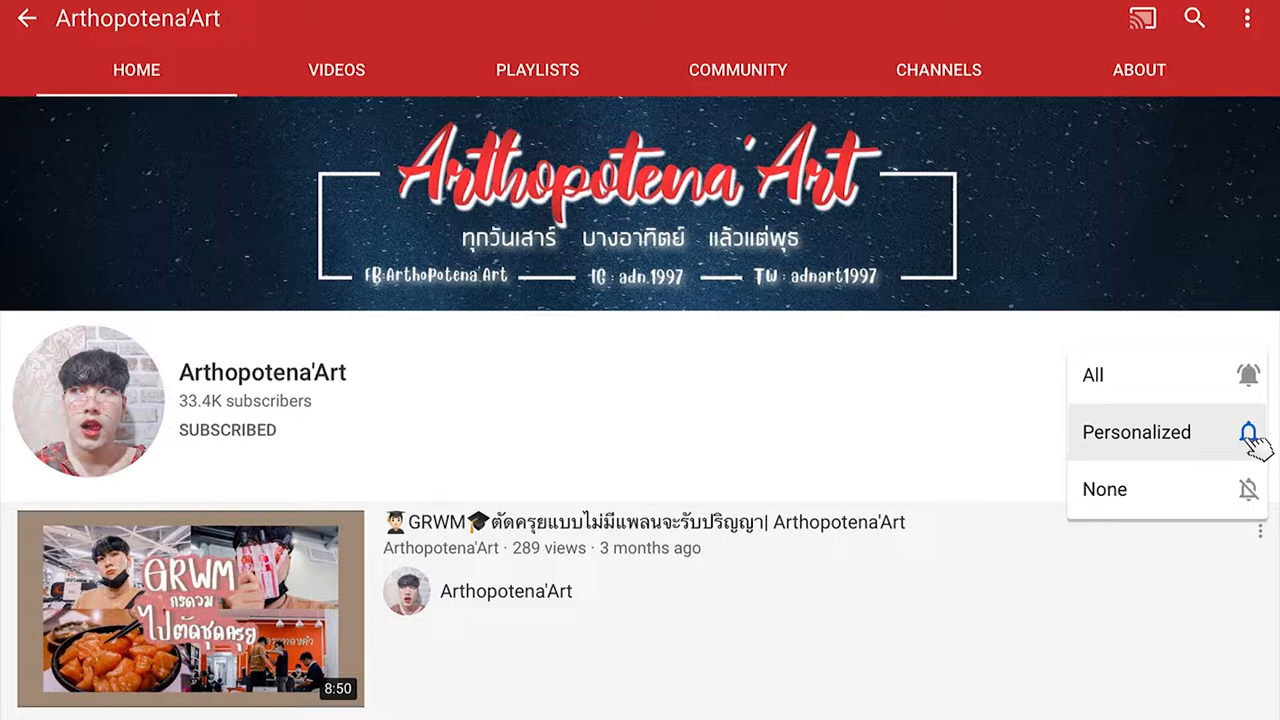 Arthopotena'Art
HOME VIDEOS PLAYLISTS COMMUNITY CHANNELS ABOUT
Arthopotena'Art
ทุกวันเสาร์ บางอาทิตย์ แล้วแต่พุธ
FB:ArthoPotena'Art IG : adn.1997 TW : adnart1997
Arthopotena'Art
33.4K subscribers
SUBSCRIBED
All
Personalized
None
GRWM
กรดวม
ไปตัดชุดครุย
8:50
👨🏻‍🎓GRWM🎓ตัดครุยแบบไม่มีแพลนจะรับปริญญา| Arthopotena'Art
Arthopotena'Art · 289 views · 3 months ago
Arthopotena'Art